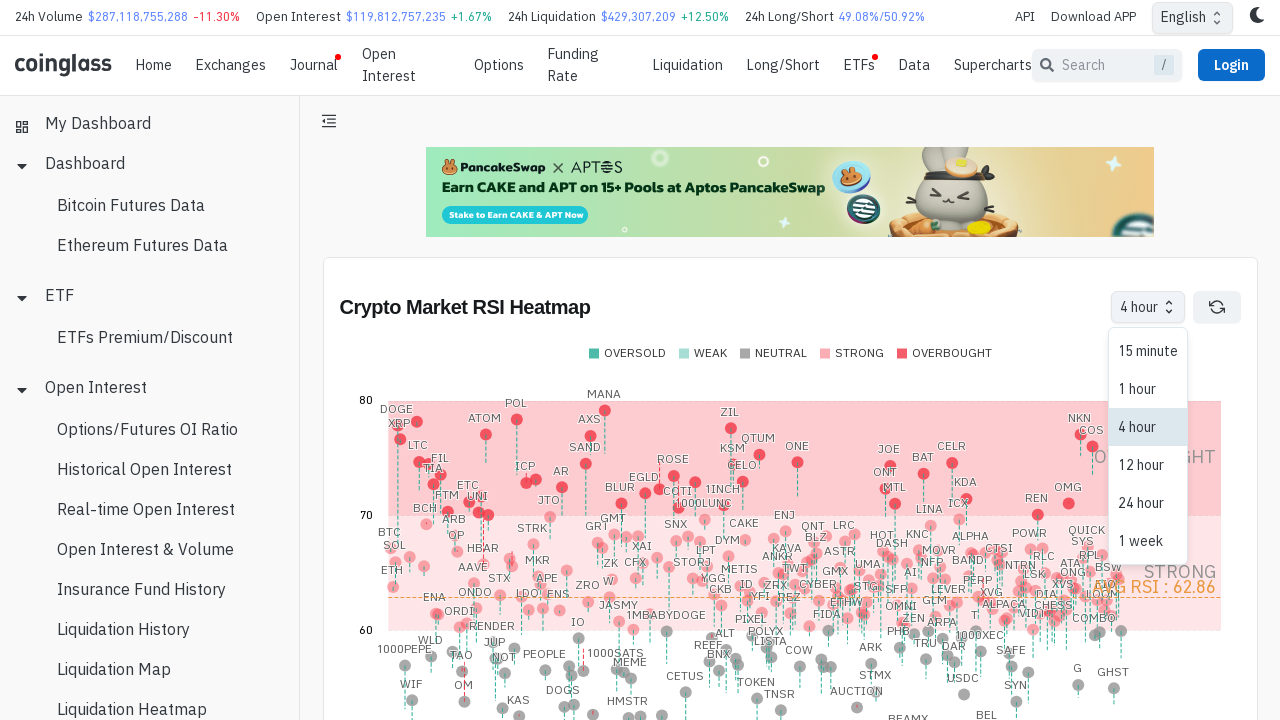 24h Volume $287,118,755,288 -11.30% Open Interest $119,812,757,235 +1.67% 24h Liquidation $429,307,209 +12.50% 24h Long/Short 49.08%/50.92% API Download APP English
coinglass Home Exchanges Journal Open Interest Options Funding Rate Liquidation Long/Short ETFs Data Supercharts Search / Login
My Dashboard
Dashboard
Bitcoin Futures Data
Ethereum Futures Data
ETF
ETFs Premium/Discount
Open Interest
Options/Futures OI Ratio
Historical Open Interest
Real-time Open Interest
Open Interest & Volume
Insurance Fund History
Liquidation History
Liquidation Map
Liquidation Heatmap
PancakeSwap × APTOS
Earn CAKE and APT on 15+ Pools at Aptos PancakeSwap
Stake to Earn CAKE & APT Now
Crypto Market RSI Heatmap
4 hour
15 minute
1 hour
4 hour
12 hour
24 hour
1 week
OVERSOLD WEAK NEUTRAL STRONG OVERBOUGHT
80
70
60
MANA
DOGE POL
XRP ATOM AXS ZIL NKN
COS
LTC SAND KSM QTUM ONE JOE CELR
FIL
TIA ICP AR ROSE CELO BAT
ETC EGLD ONT KDA
FTM UNI BLUR COTI 1INCH MTL OMG
JTO 1000LUNC ICX REN
BCH LINA
ARB GMT ENJ
BTC OP STRK GRT SNX CAKE QNT LRC HOT KNC ALPHA POWR QUICK
SOL HBAR XAI LPT DYM KAVA BLZ ASTR DASH MOVR CTSI SYS
ETH AAVE MKR ZK CHX STORJ METIS ANKR TWT GMX UMA NFP BAND NTRN RLC ATA RPL BSW
STX APE ZRO W YGG ID ZRX CYBER STG AI PERP LSK XVS ONG
ENA ONDO LDO ENS JASMY CKB YFI REZ ETHW SFP LEVER XVG DIA LOOM
ORDI RENDER IO 1MBABYDOGE PIXEL FIDA OMNI GLM ALPACA VIDT CHESS COMBO
WLD JUP ALT POLYX PHB ZEN ARPA T
1000PEPE TAO NOT PEOPLE 1000SATS REEF LISTA COW ARK TRU DAR 1000XEC SAFE
WIF OM DOGS MEME BNX STMX USDC SYN G GHST
KAS HMSTR CETUS TOKEN TNSR AUCTION BEAMX BEL
STRONG
AVG RSI : 62.86